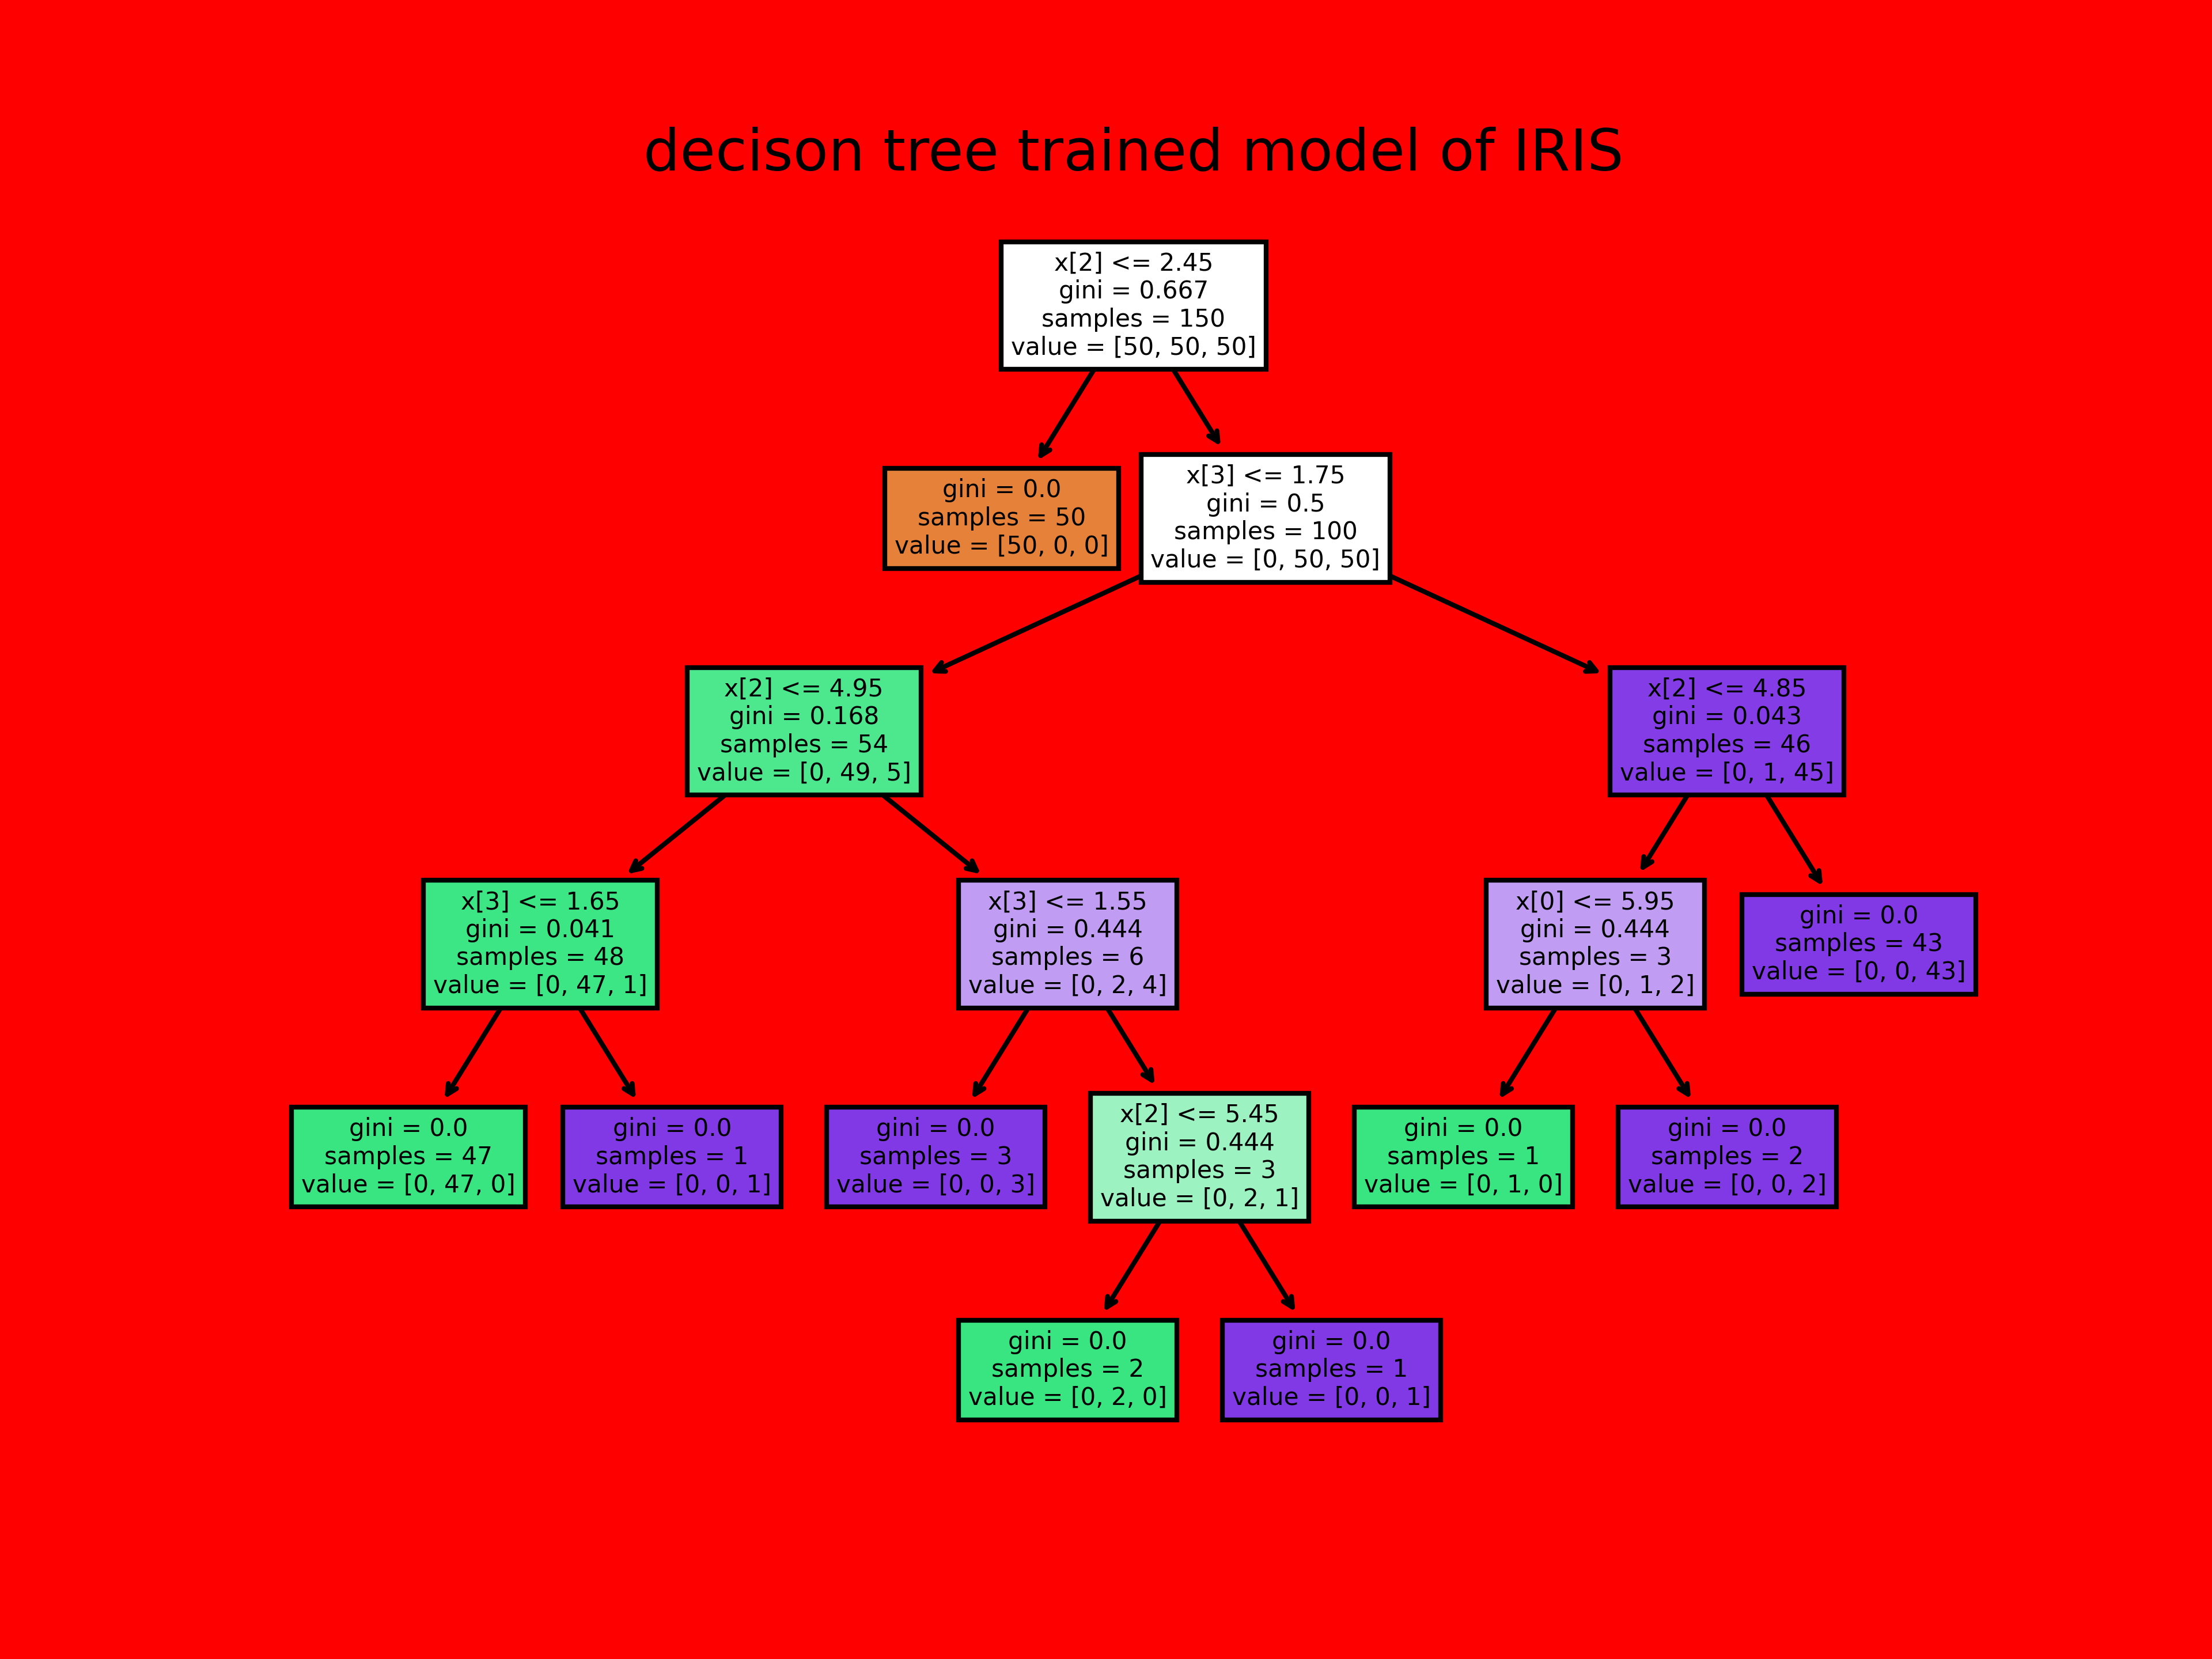 decison tree trained model of IRIS
x[2] <= 2.45
gini = 0.667
samples = 150
value = [50, 50, 50]
gini = 0.0
samples = 50
value = [50, 0, 0]
x[3] <= 1.75
gini = 0.5
samples = 100
value = [0, 50, 50]
x[2] <= 4.95
gini = 0.168
samples = 54
value = [0, 49, 5]
x[2] <= 4.85
gini = 0.043
samples = 46
value = [0, 1, 45]
x[3] <= 1.65
gini = 0.041
samples = 48
value = [0, 47, 1]
x[3] <= 1.55
gini = 0.444
samples = 6
value = [0, 2, 4]
x[0] <= 5.95
gini = 0.444
samples = 3
value = [0, 1, 2]
gini = 0.0
samples = 43
value = [0, 0, 43]
gini = 0.0
samples = 47
value = [0, 47, 0]
gini = 0.0
samples = 1
value = [0, 0, 1]
gini = 0.0
samples = 3
value = [0, 0, 3]
x[2] <= 5.45
gini = 0.444
samples = 3
value = [0, 2, 1]
gini = 0.0
samples = 1
value = [0, 1, 0]
gini = 0.0
samples = 2
value = [0, 0, 2]
gini = 0.0
samples = 2
value = [0, 2, 0]
gini = 0.0
samples = 1
value = [0, 0, 1]